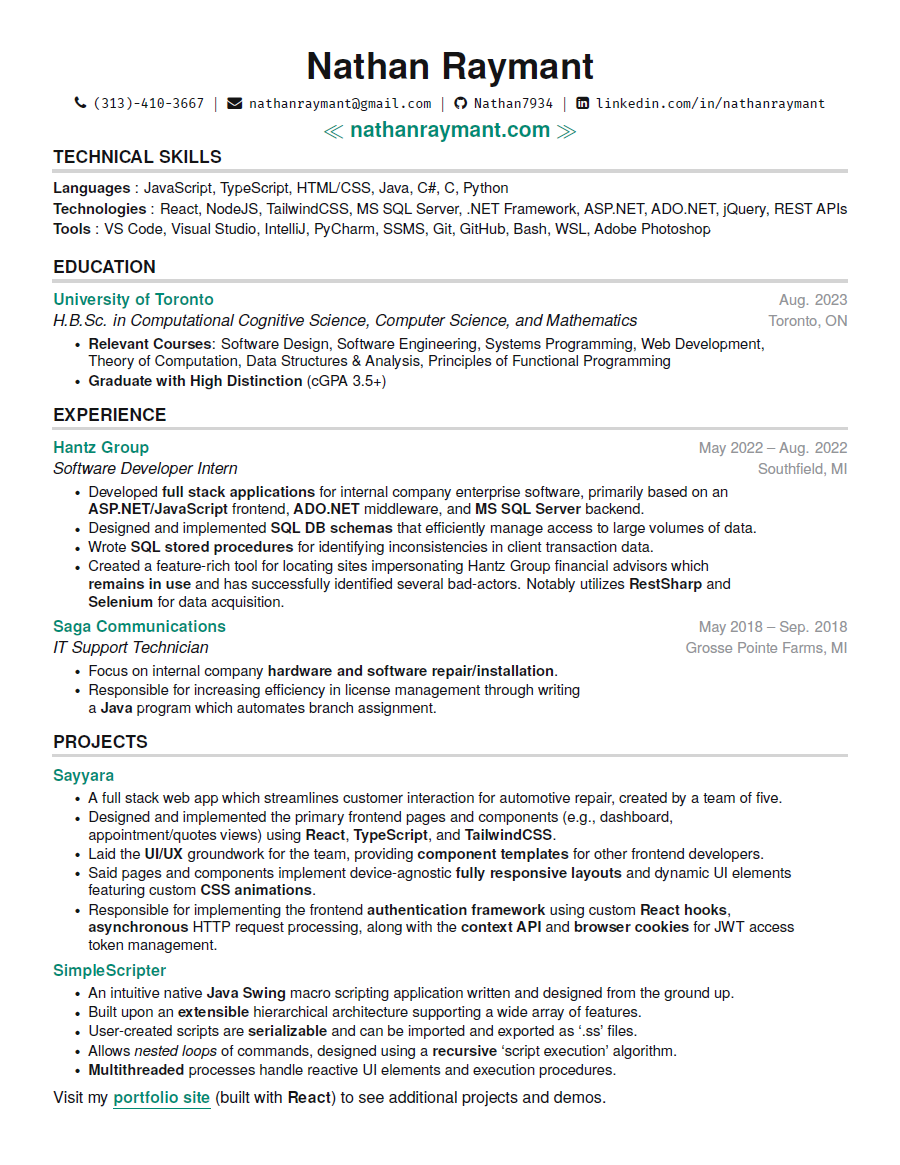 Nathan Raymant
(313)-410-3667 | nathanraymant@gmail.com | Nathan7934 | linkedin.com/in/nathanraymant
≪ nathanraymant.com ≫
TECHNICAL SKILLS
Languages : JavaScript, TypeScript, HTML/CSS, Java, C#, C, Python
Technologies : React, NodeJS, TailwindCSS, MS SQL Server, .NET Framework, ASP.NET, ADO.NET, jQuery, REST APIs
Tools : VS Code, Visual Studio, IntelliJ, PyCharm, SSMS, Git, GitHub, Bash, WSL, Adobe Photoshop
EDUCATION
University of Toronto Aug. 2023
H.B.Sc. in Computational Cognitive Science, Computer Science, and Mathematics Toronto, ON
• Relevant Courses: Software Design, Software Engineering, Systems Programming, Web Development,
Theory of Computation, Data Structures & Analysis, Principles of Functional Programming
• Graduate with High Distinction (cGPA 3.5+)
EXPERIENCE
Hantz Group May 2022 – Aug. 2022
Software Developer Intern Southfield, MI
• Developed full stack applications for internal company enterprise software, primarily based on an
ASP.NET/JavaScript frontend, ADO.NET middleware, and MS SQL Server backend.
• Designed and implemented SQL DB schemas that efficiently manage access to large volumes of data.
• Wrote SQL stored procedures for identifying inconsistencies in client transaction data.
• Created a feature-rich tool for locating sites impersonating Hantz Group financial advisors which
remains in use and has successfully identified several bad-actors. Notably utilizes RestSharp and
Selenium for data acquisition.
Saga Communications May 2018 – Sep. 2018
IT Support Technician Grosse Pointe Farms, MI
• Focus on internal company hardware and software repair/installation.
• Responsible for increasing efficiency in license management through writing
a Java program which automates branch assignment.
PROJECTS
Sayyara
• A full stack web app which streamlines customer interaction for automotive repair, created by a team of five.
• Designed and implemented the primary frontend pages and components (e.g., dashboard,
appointment/quotes views) using React, TypeScript, and TailwindCSS.
• Laid the UI/UX groundwork for the team, providing component templates for other frontend developers.
• Said pages and components implement device-agnostic fully responsive layouts and dynamic UI elements
featuring custom CSS animations.
• Responsible for implementing the frontend authentication framework using custom React hooks,
asynchronous HTTP request processing, along with the context API and browser cookies for JWT access
token management.
SimpleScripter
• An intuitive native Java Swing macro scripting application written and designed from the ground up.
• Built upon an extensible hierarchical architecture supporting a wide array of features.
• User-created scripts are serializable and can be imported and exported as ‘.ss’ files.
• Allows nested loops of commands, designed using a recursive ‘script execution’ algorithm.
• Multithreaded processes handle reactive UI elements and execution procedures.
Visit my portfolio site (built with React) to see additional projects and demos.